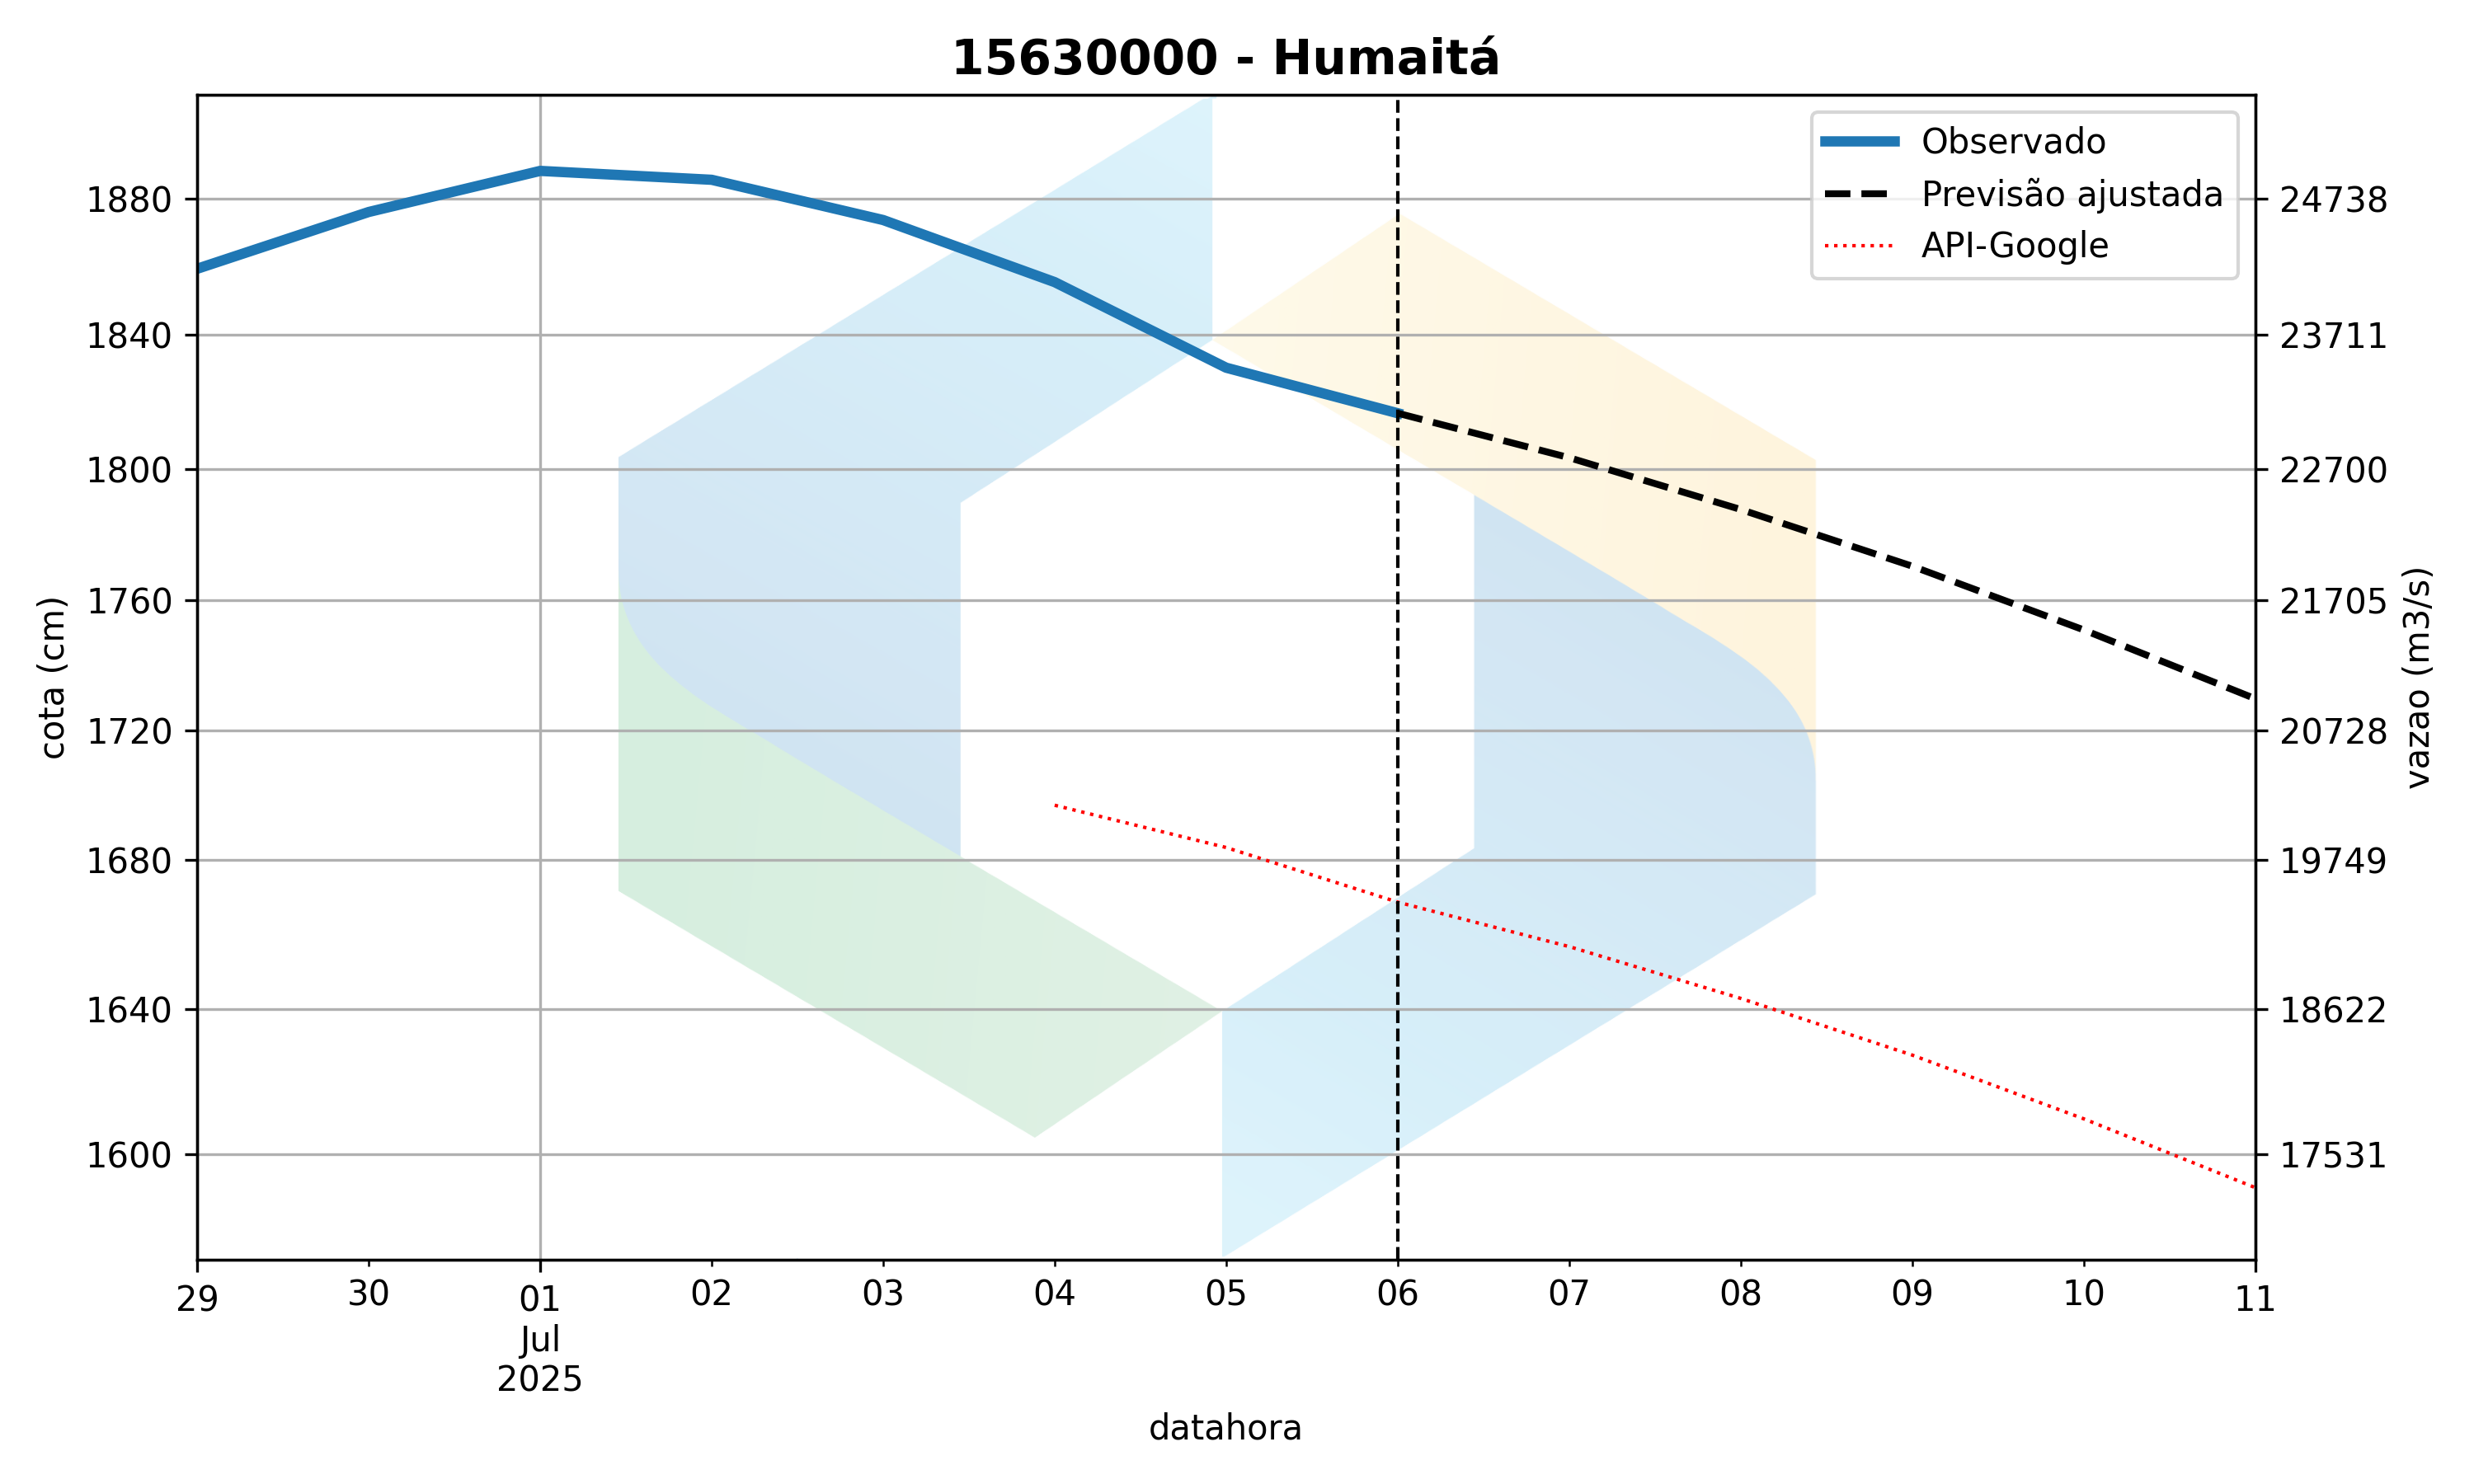 15630000 - Humaitá
Observado
Previsão ajustada
API-Google
cota (cm)
1880
1840
1800
1760
1720
1680
1640
1600
24738
23711
22700
21705
20728
19749
18622
17531
vazao (m3/s)
29 30 01 02 03 04 05 06 07 08 09 10 11
Jul
2025
datahora